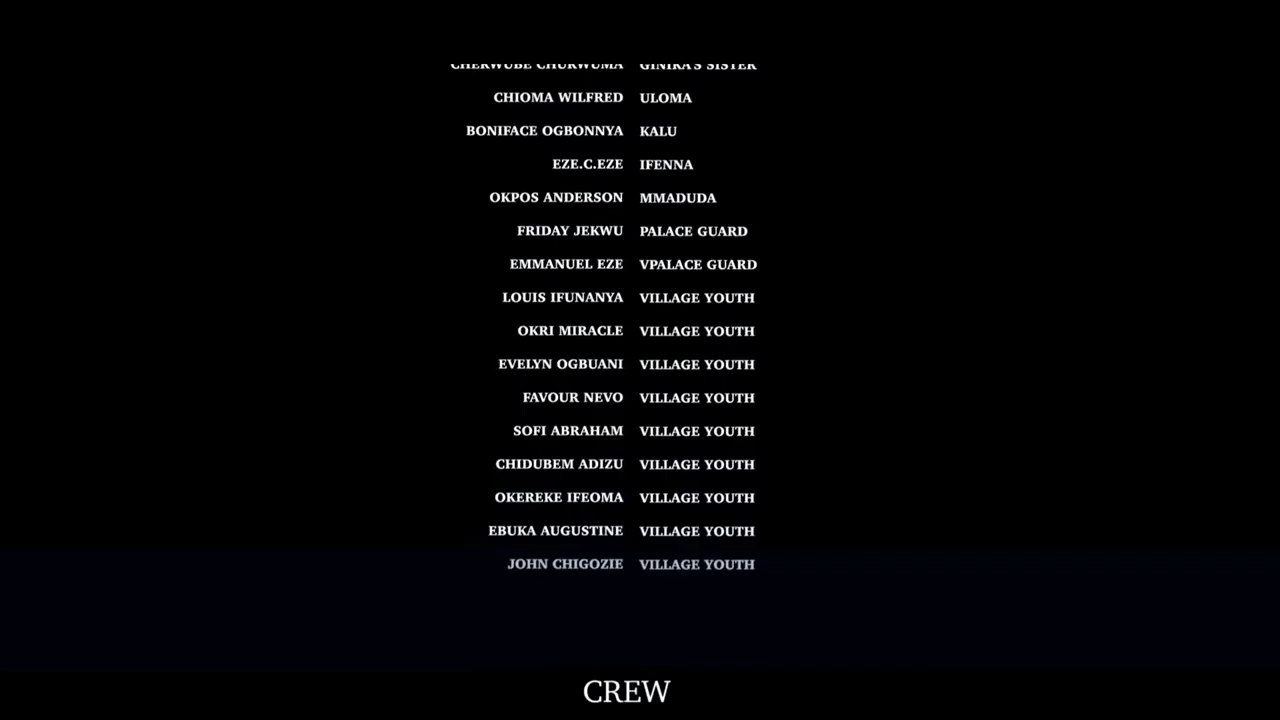 GINIKA'S SISTER
CHIOMA WILFRED ULOMA
BONIFACE OGBONNYA KALU
EZE.C.EZE IFENNA
OKPOS ANDERSON MMADUDA
FRIDAY JEKWU PALACE GUARD
EMMANUEL EZE VPALACE GUARD
LOUIS IFUNANYA VILLAGE YOUTH
OKRI MIRACLE VILLAGE YOUTH
EVELYN OGBUANI VILLAGE YOUTH
FAVOUR NEVO VILLAGE YOUTH
SOFI ABRAHAM VILLAGE YOUTH
CHIDUBEM ADIZU VILLAGE YOUTH
OKEREKE IFEOMA VILLAGE YOUTH
EBUKA AUGUSTINE VILLAGE YOUTH
JOHN CHIGOZIE VILLAGE YOUTH
CREW